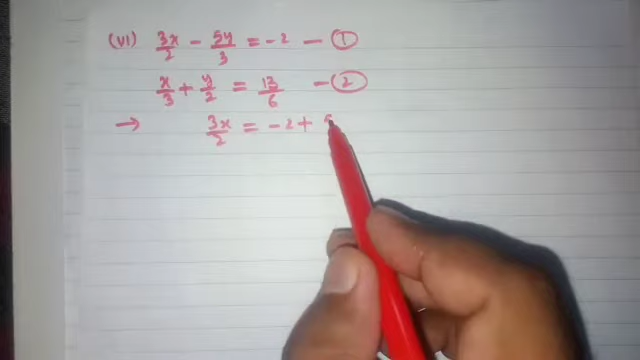 (VI) 3x/2 - 5y/3 = -2 — ①
x/3 + y/2 = 13/6 — ②
→ 3x/2 = -2 +